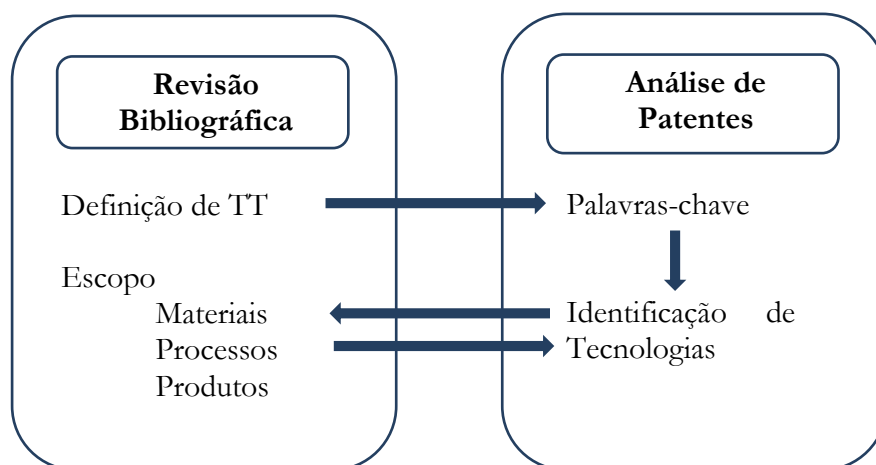 Revisão
Bibliográfica
Definição de TT
Escopo
Materiais
Processos
Produtos
Análise de
Patentes
Palavras-chave
Identificação de
Tecnologias